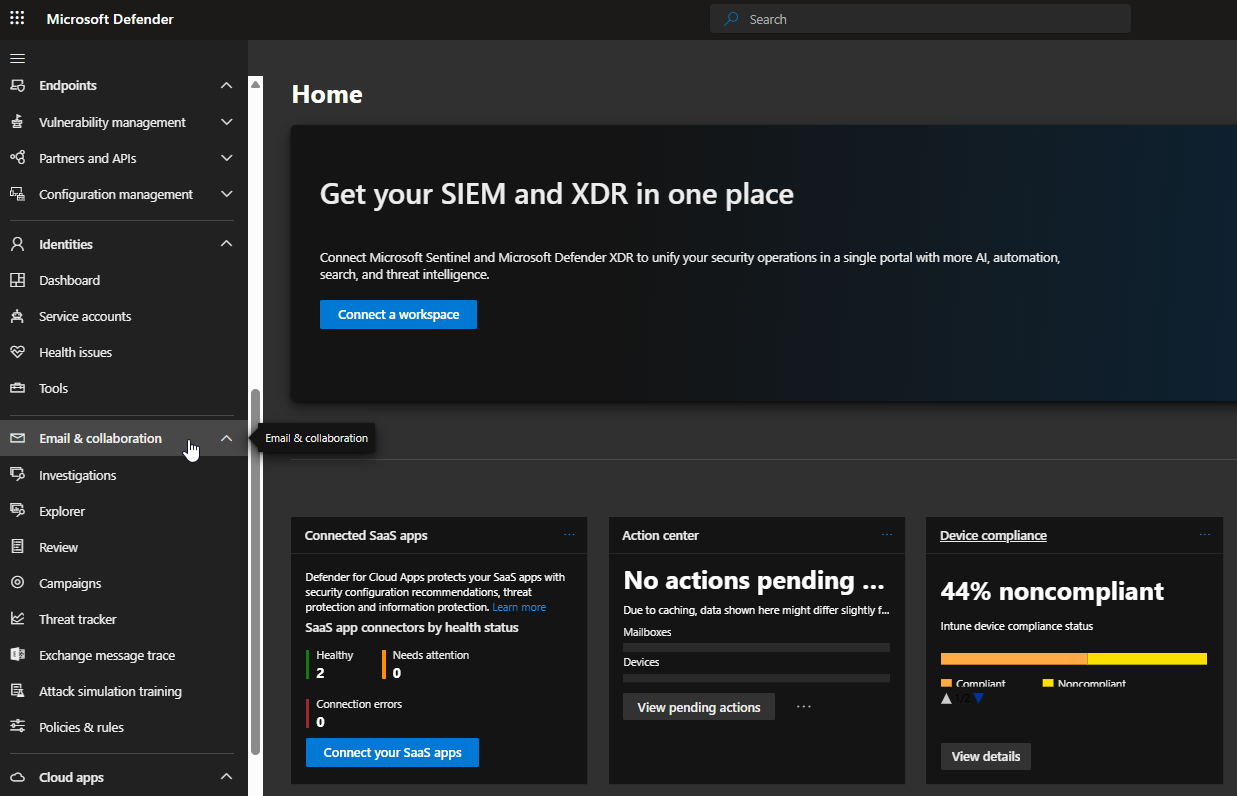 Microsoft Defender
Search
Endpoints
Vulnerability management
Partners and APIs
Configuration management
Identities
Dashboard
Service accounts
Health issues
Tools
Email & collaboration
Investigations
Explorer
Review
Campaigns
Threat tracker
Exchange message trace
Attack simulation training
Policies & rules
Cloud apps
Email & collaboration
Home
Get your SIEM and XDR in one place
Connect Microsoft Sentinel and Microsoft Defender XDR to unify your security operations in a single portal with more AI, automation,
search, and threat intelligence.
Connect a workspace
Connected SaaS apps
Defender for Cloud Apps protects your SaaS apps with
security configuration recommendations, threat
protection and information protection. Learn more
SaaS app connectors by health status
Healthy
2
Needs attention
0
Connection errors
0
Connect your SaaS apps
Action center
No actions pending ...
Due to caching, data shown here might differ slightly f...
Mailboxes
Devices
View pending actions
Device compliance
44% noncompliant
Intune device compliance status
Compliant
Noncompliant
1/2
View details